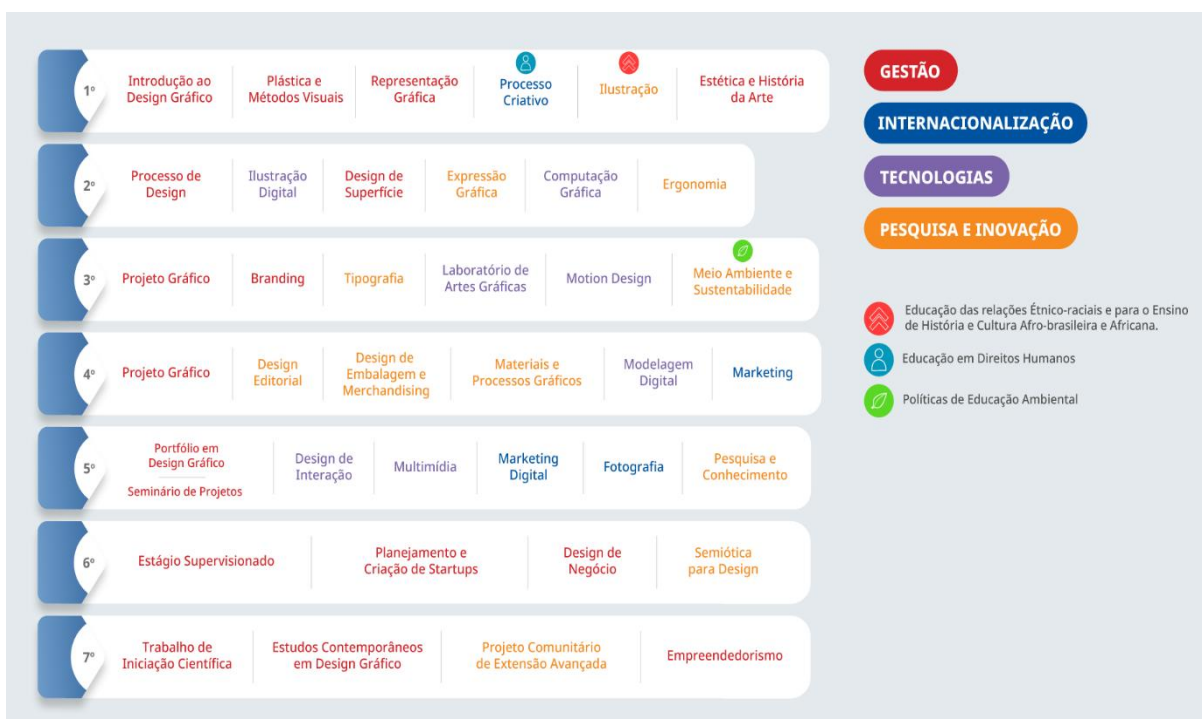 1º
Introdução ao
Design Gráfico
Plástica e
Métodos Visuais
Representação
Gráfica
Processo
Criativo
Ilustração
Estética e História
da Arte
2º
Processo de
Design
Ilustração
Digital
Design de
Superfície
Expressão
Gráfica
Computação
Gráfica
Ergonomia
3º
Projeto Gráfico
Branding
Tipografia
Laboratório de
Artes Gráficas
Motion Design
Meio Ambiente e
Sustentabilidade
4º
Projeto Gráfico
Design
Editorial
Design de
Embalagem e
Merchandising
Materiais e
Processos Gráficos
Modelagem
Digital
Marketing
5º
Portfólio em
Design Gráfico
Seminário de Projetos
Design de
Interação
Multimídia
Marketing
Digital
Fotografia
Pesquisa e
Conhecimento
6º
Estágio Supervisionado
Planejamento e
Criação de Startups
Design de
Negócio
Semiótica
para Design
7º
Trabalho de
Iniciação Científica
Estudos Contemporâneos
em Design Gráfico
Projeto Comunitário
de Extensão Avançada
Empreendedorismo
GESTÃO
INTERNACIONALIZAÇÃO
TECNOLOGIAS
PESQUISA E INOVAÇÃO
Educação das relações Étnico-raciais e para o Ensino
de História e Cultura Afro-brasileira e Africana.
Educação em Direitos Humanos
Políticas de Educação Ambiental